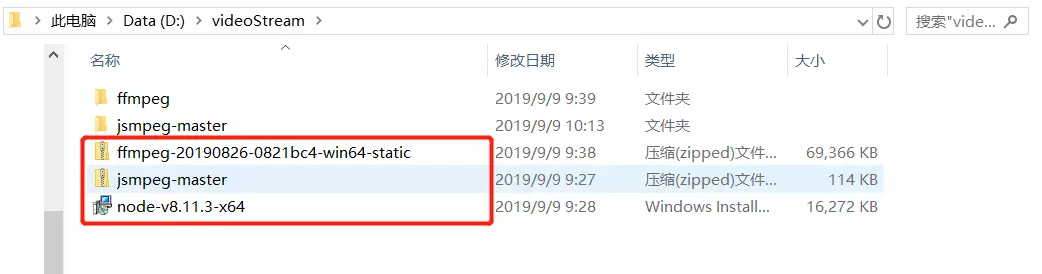 此电脑 > Data (D:) > videoStream 搜索"vide...
名称 修改日期 类型 大小
ffmpeg 2019/9/9 9:39 文件夹
jsmpeg-master 2019/9/9 10:13 文件夹
ffmpeg-20190826-0821bc4-win64-static 2019/9/9 9:38 压缩(zipped)文件... 69,366 KB
jsmpeg-master 2019/9/9 9:27 压缩(zipped)文件... 114 KB
node-v8.11.3-x64 2019/9/9 9:28 Windows Install... 16,272 KB